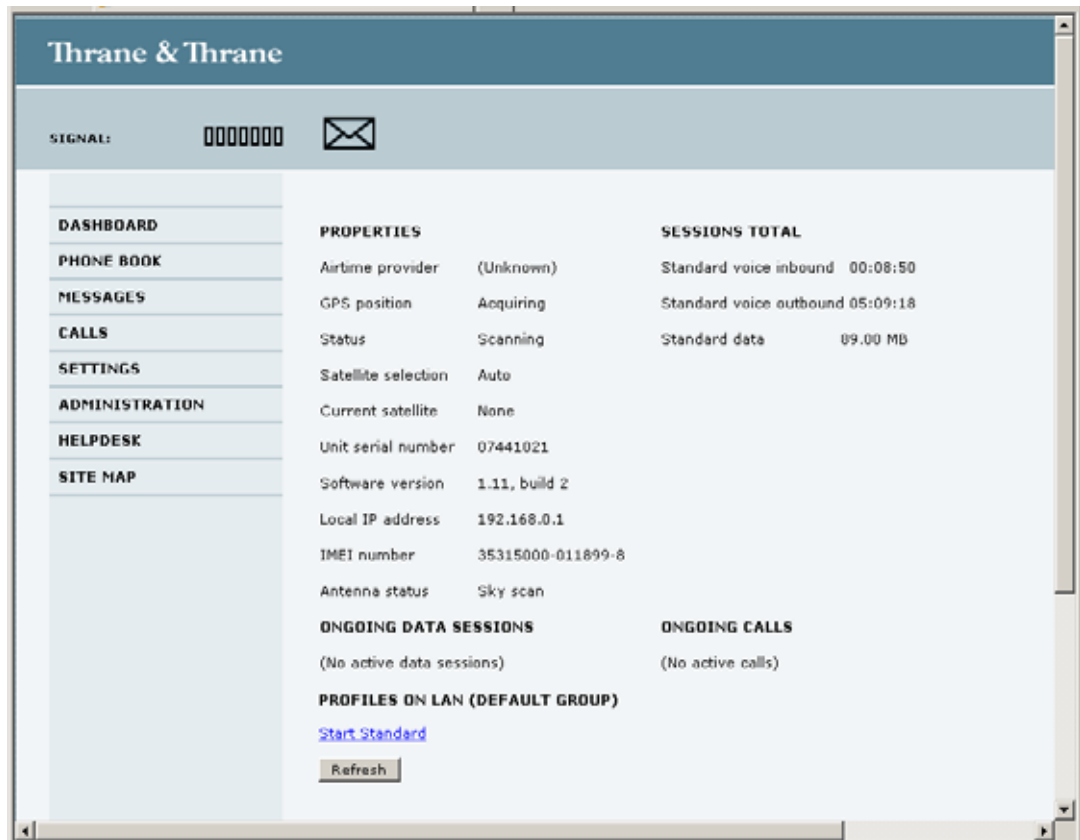 Thrane & Thrane
SIGNAL:
DASHBOARD
PHONE BOOK
MESSAGES
CALLS
SETTINGS
ADMINISTRATION
HELPDESK
SITE MAP
PROPERTIES
Airtime provider (Unknown)
GPS position Acquiring
Status Scanning
Satellite selection Auto
Current satellite None
Unit serial number 07441021
Software version 1.11, build 2
Local IP address 192.168.0.1
IMEI number 35315000-011899-8
Antenna status Sky scan
SESSIONS TOTAL
Standard voice inbound 00:08:50
Standard voice outbound 05:09:18
Standard data 89.00 MB
ONGOING DATA SESSIONS
(No active data sessions)
ONGOING CALLS
(No active calls)
PROFILES ON LAN (DEFAULT GROUP)
Start Standard
Refresh